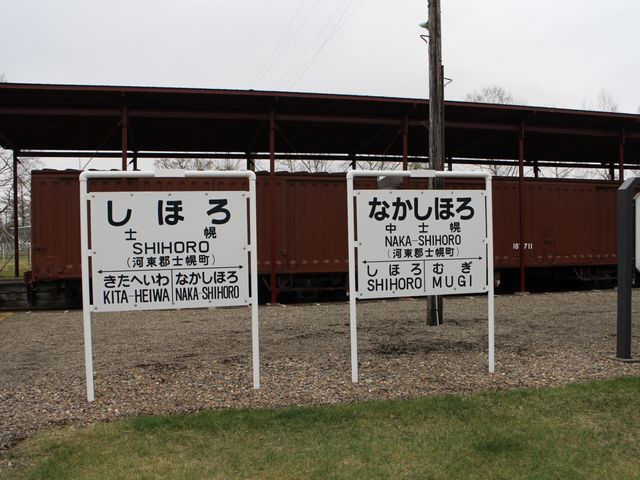 しほろ
士幌
SHIHORO
(河東郡士幌町)
きたへいわ なかしほろ
KITA-HEIWA NAKA-SHIHORO
なかしほろ
中士幌
NAKA-SHIHORO
(河東郡士幌町)
しほろ むぎ
SHIHORO MUGI